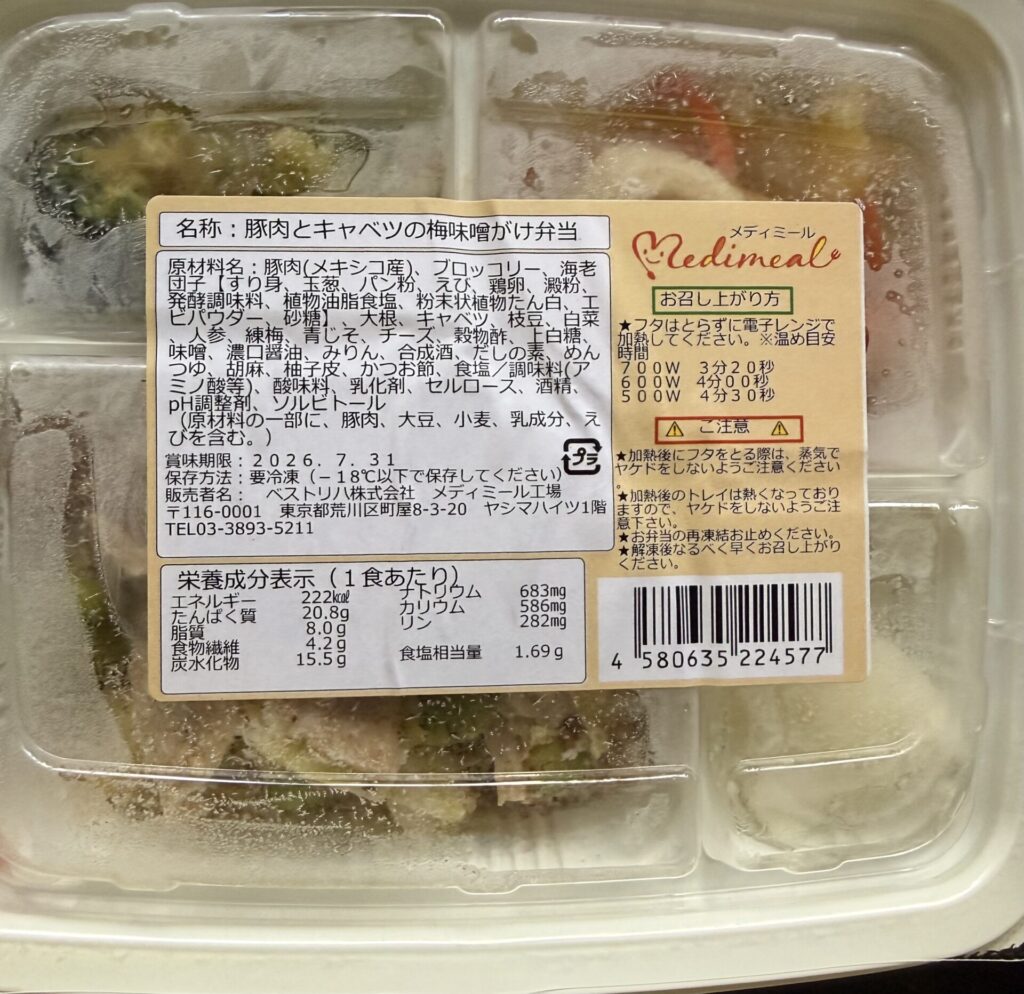 名称：豚肉とキャベツの梅味噌がけ弁当
原材料名：豚肉(メキシコ産)、ブロッコリー、海老
団子【すり身、玉葱、パン粉、えび、鶏卵、澱粉、
発酵調味料、植物油脂食塩、粉末状植物たん白、エ
ビパウダー、砂糖】、大根、キャベツ、枝豆、白菜
、人参、練梅、青じそ、チーズ、穀物酢、上白糖、
味噌、濃口醤油、みりん、合成酒、だしの素、めん
つゆ、胡麻、柚子皮、かつお節、食塩／調味料(ア
ミノ酸等)、酸味料、乳化剤、セルロース、酒精、
pH調整剤、ソルビトール
（原材料の一部に、豚肉、大豆、小麦、乳成分、え
びを含む。）
プラ
賞味期限：２０２６．７．３１
保存方法：要冷凍（－１８℃以下で保存してください）
販売者名： ベストリハ株式会社 メディミール工場
〒116-0001 東京都荒川区町屋8-3-20 ヤシマハイツ1階
TEL03-3893-5211
栄養成分表示（１食あたり）
エネルギー 222㎉
たんぱく質 20.8g
脂質 8.0g
食物繊維 4.2g
炭水化物 15.5g
ナトリウム 683mg
カリウム 586mg
リン 282mg
食塩相当量 1.69g
メディミール
Medimeal
お召し上がり方
★フタはとらずに電子レンジで
加熱してください。※温め目安
時間
７００Ｗ ３分２０秒
６００Ｗ ４分００秒
５００Ｗ ４分３０秒
ご注意
★加熱後にフタをとる際は、蒸気で
ヤケドをしないようご注意ください
。
★加熱後のトレイは熱くなっており
ますので、ヤケドをしないようご注
意下さい。
★お弁当の再凍結お止めください。
★解凍後なるべく早くお召し上がり
ください。
4 580635 224577